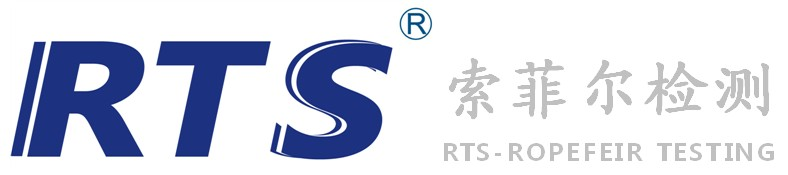 RTS®
索菲尔检测
RTS-ROPEFEIR TESTING